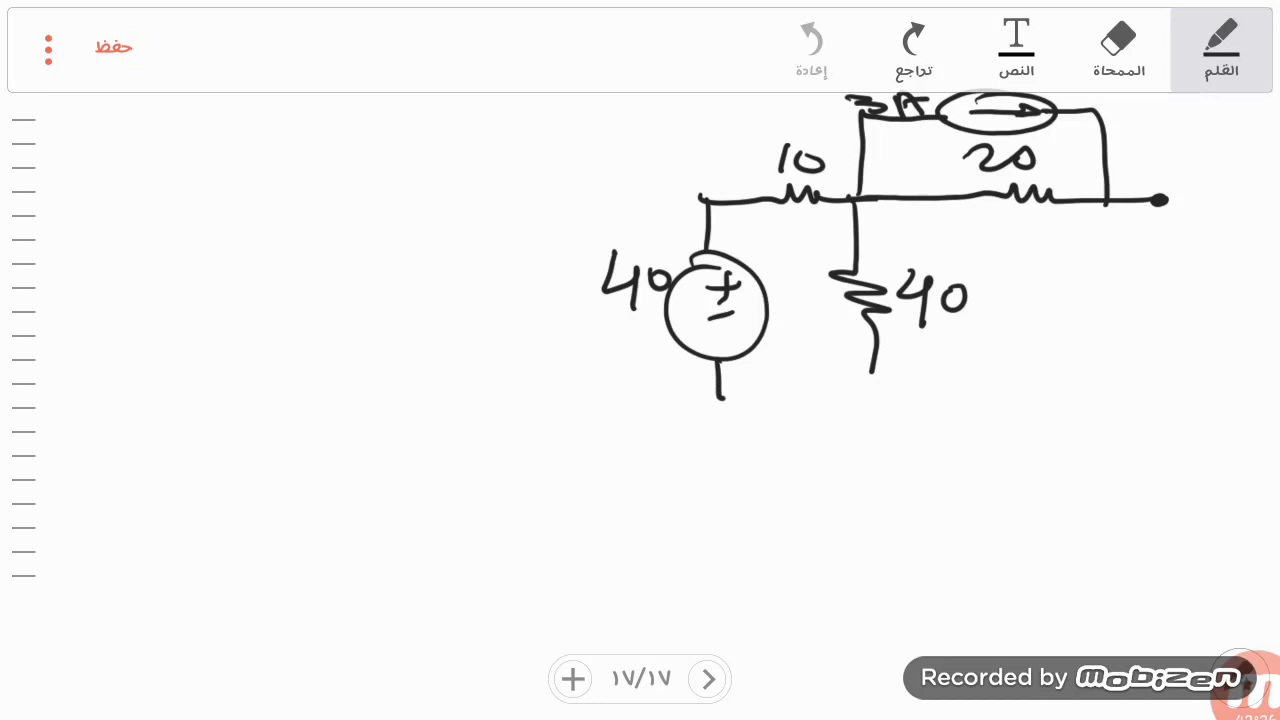 حفظ
إعادة
تراجع
النص
الممحاة
القلم
3A
10
20
40
40
١٧/١٧
Recorded by mobizen